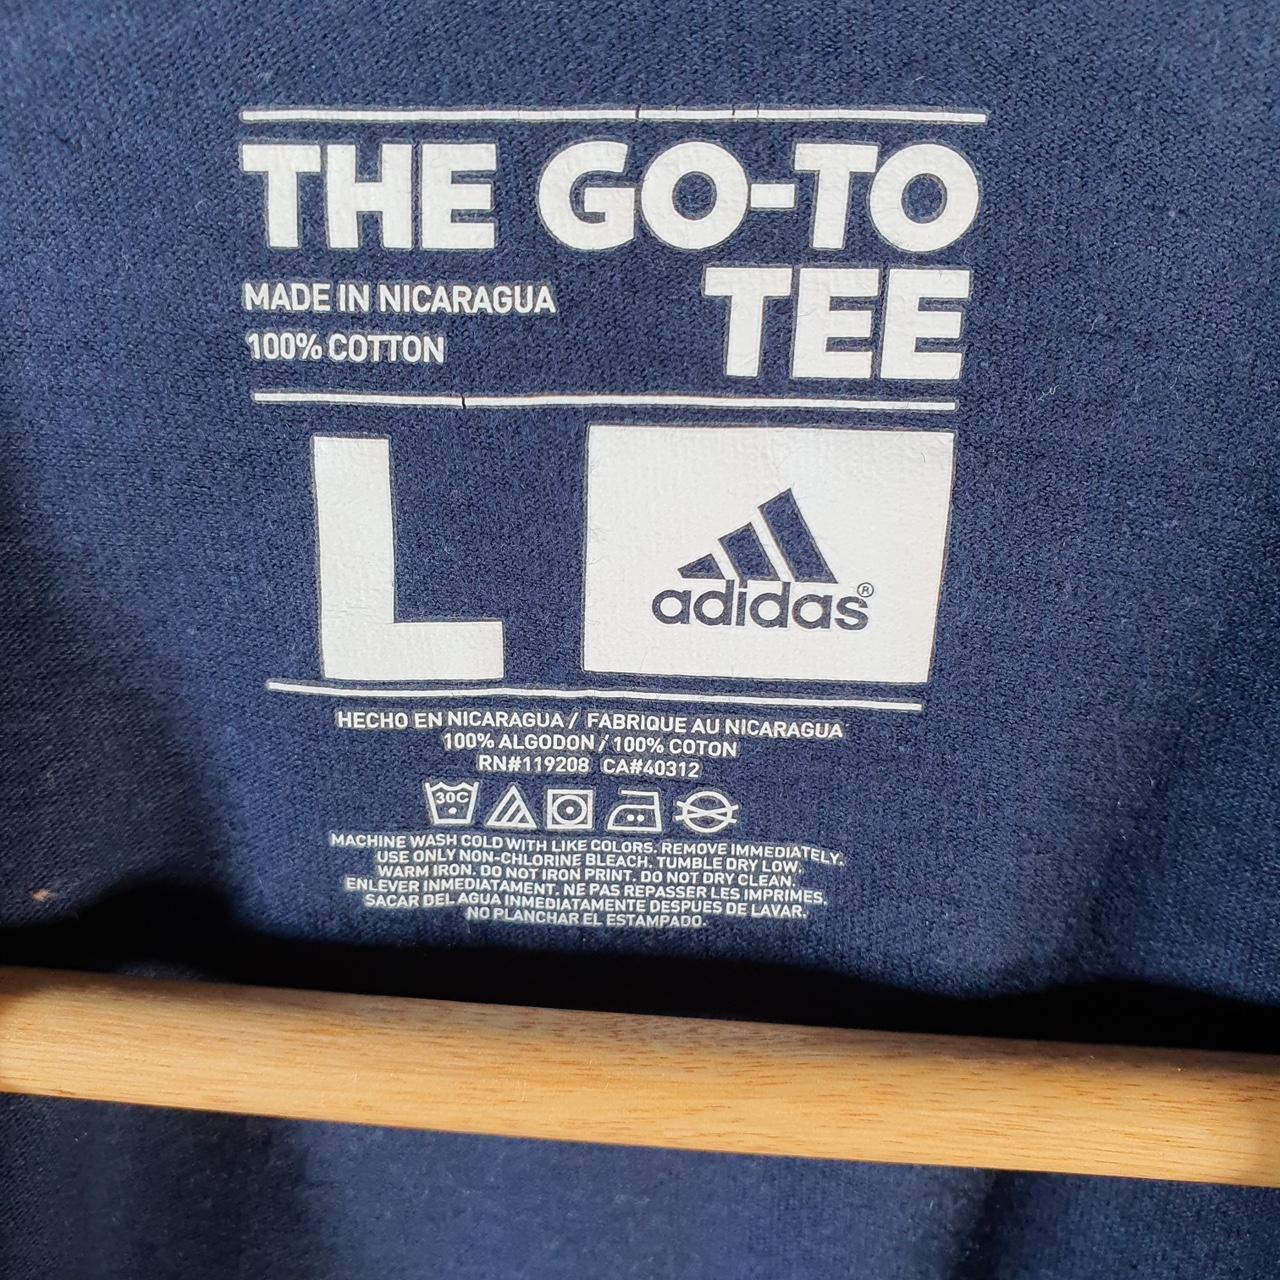 THE GO-TO
TEE
MADE IN NICARAGUA
100% COTTON
L
adidas®
HECHO EN NICARAGUA / FABRIQUE AU NICARAGUA
100% ALGODON / 100% COTON
RN#119208 CA#40312
30C
MACHINE WASH COLD WITH LIKE COLORS. REMOVE IMMEDIATELY.
USE ONLY NON-CHLORINE BLEACH. TUMBLE DRY LOW.
WARM IRON. DO NOT IRON PRINT. DO NOT DRY CLEAN.
ENLEVER INMEDIATAMENT. NE PAS REPASSER LES IMPRIMES.
SACAR DEL AGUA INMEDIATAMENTE DESPUES DE LAVAR.
NO PLANCHAR EL ESTAMPADO.